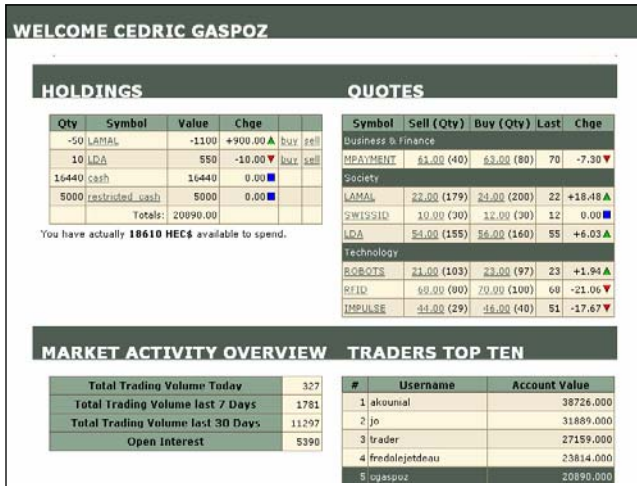 WELCOME CEDRIC GASPOZ
HOLDINGS
Qty Symbol Value Chge
-50 LAMAL -1100 +900.00 buy sell
10 LDA 550 -10.00 buy sell
16440 cash 16440 0.00
5000 restricted cash 5000 0.00
Totals: 20890.00
You have actually 18610 HEC$ available to spend.
QUOTES
Symbol Sell (Qty) Buy (Qty) Last Chge
Business & Finance
MPAYMENT 61.00 (40) 63.00 (80) 70 -7.30
Society
LAMAL 22.00 (179) 24.00 (200) 22 +18.48
SWISSID 10.00 (30) 12.00 (30) 12 0.00
LDA 54.00 (155) 56.00 (160) 55 +6.03
Technology
ROBOTS 21.00 (103) 23.00 (97) 23 +1.94
RFID 68.00 (80) 70.00 (100) 68 -21.06
IMPULSE 44.00 (29) 46.00 (40) 51 -17.67
MARKET ACTIVITY OVERVIEW
Total Trading Volume Today 327
Total Trading Volume last 7 Days 1781
Total Trading Volume last 30 Days 11297
Open Interest 5390
TRADERS TOP TEN
# Username Account Value
1 akounial 38726.000
2 jo 31889.000
3 trader 27159.000
4 fredolejetdeau 23814.000
5 cgaspoz 20890.000